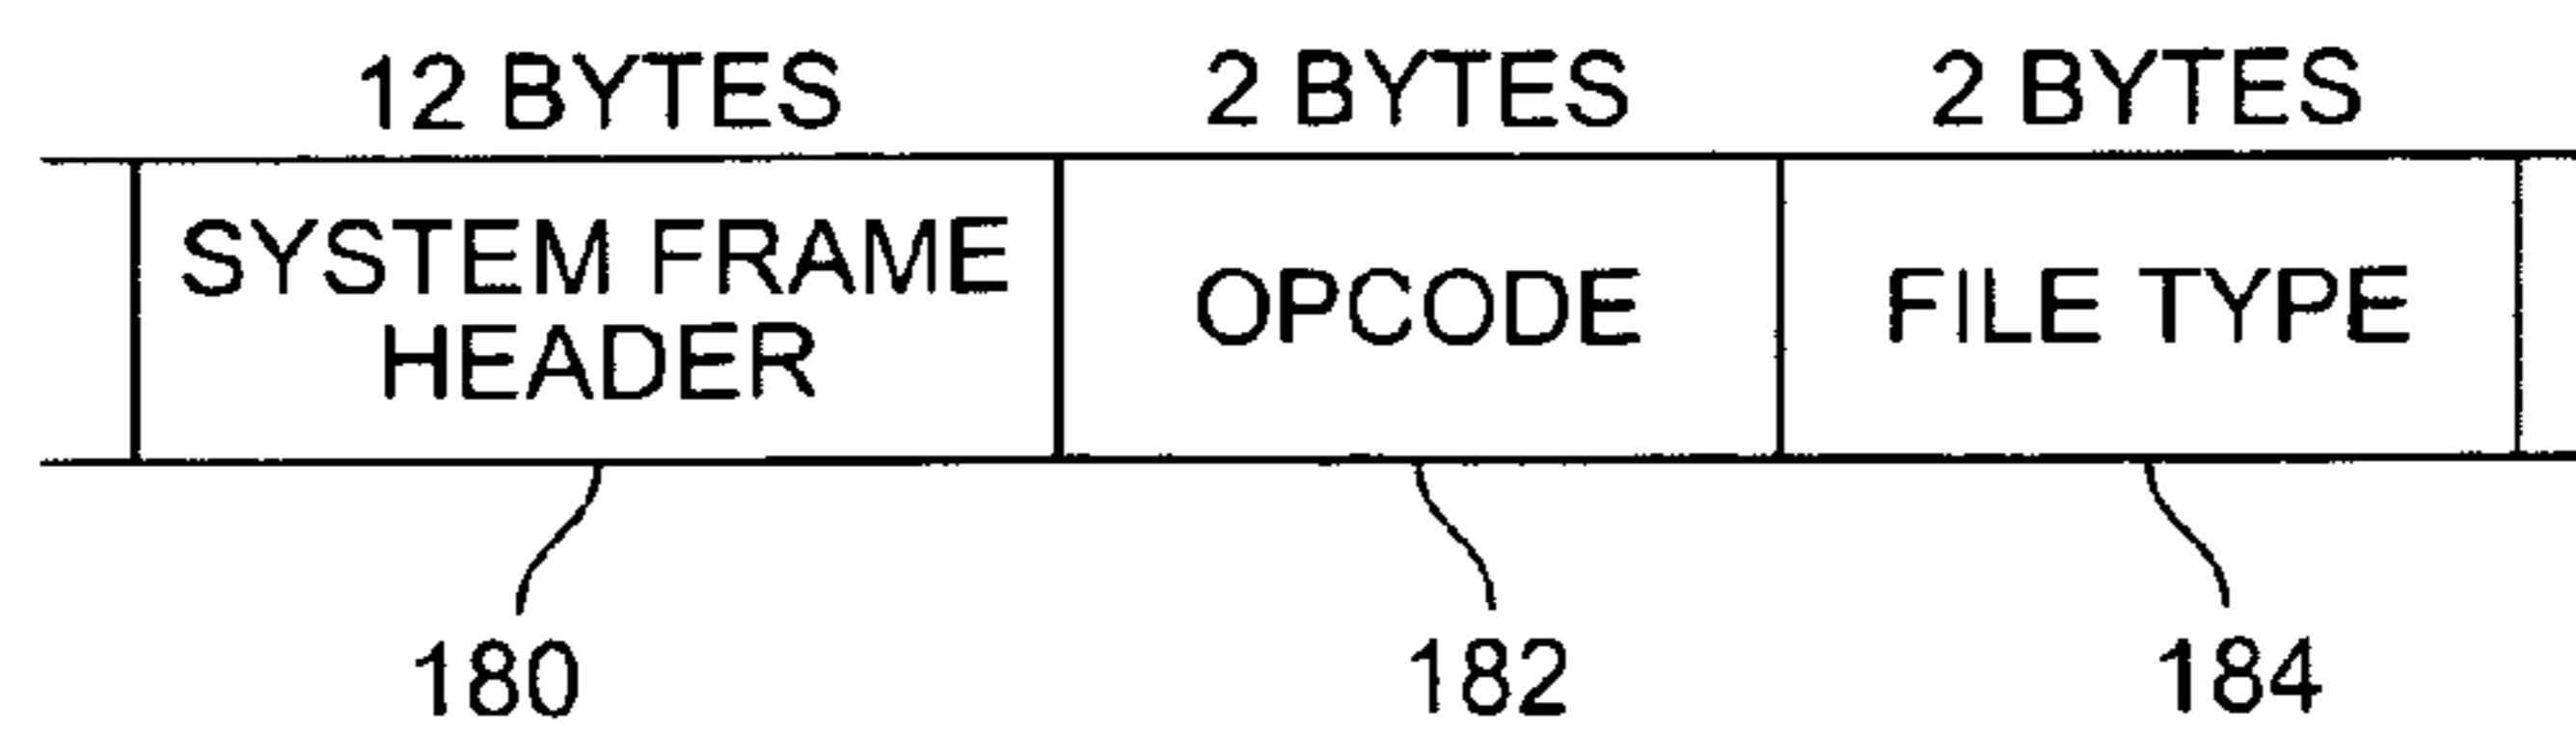 12 BYTES 2 BYTES 2 BYTES
SYSTEM FRAME
HEADER
OPCODE
FILE TYPE
180 182 184